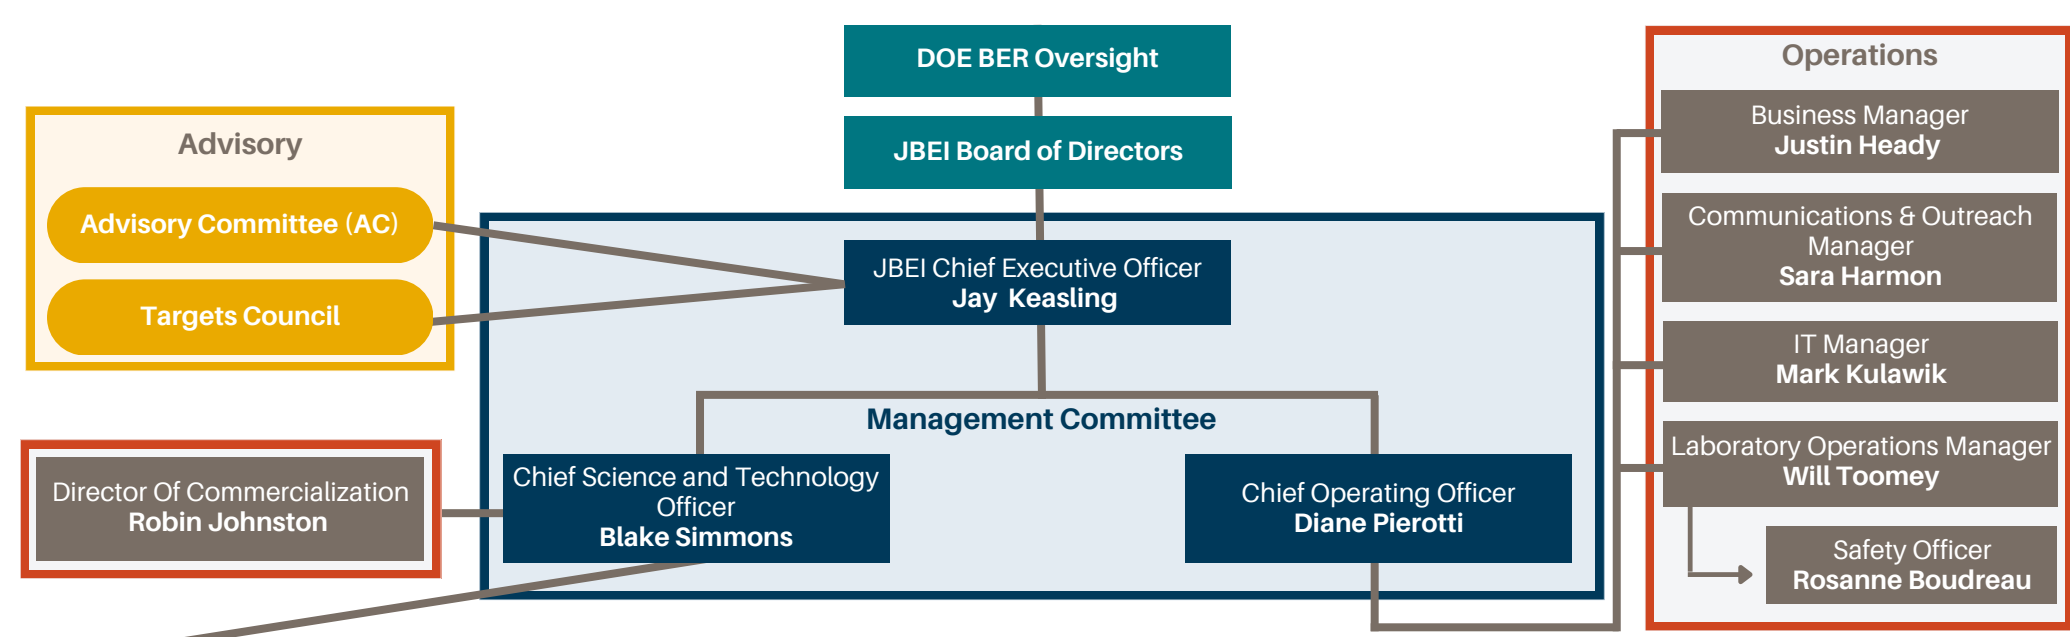 DOE BER Oversight
JBEI Board of Directors
Advisory
Advisory Committee (AC)
Targets Council
JBEI Chief Executive Officer
Jay Keasling
Management Committee
Director Of Commercialization
Robin Johnston
Chief Science and Technology
Officer
Blake Simmons
Chief Operating Officer
Diane Pierotti
Operations
Business Manager
Justin Heady
Communications & Outreach
Manager
Sara Harmon
IT Manager
Mark Kulawik
Laboratory Operations Manager
Will Toomey
Safety Officer
Rosanne Boudreau